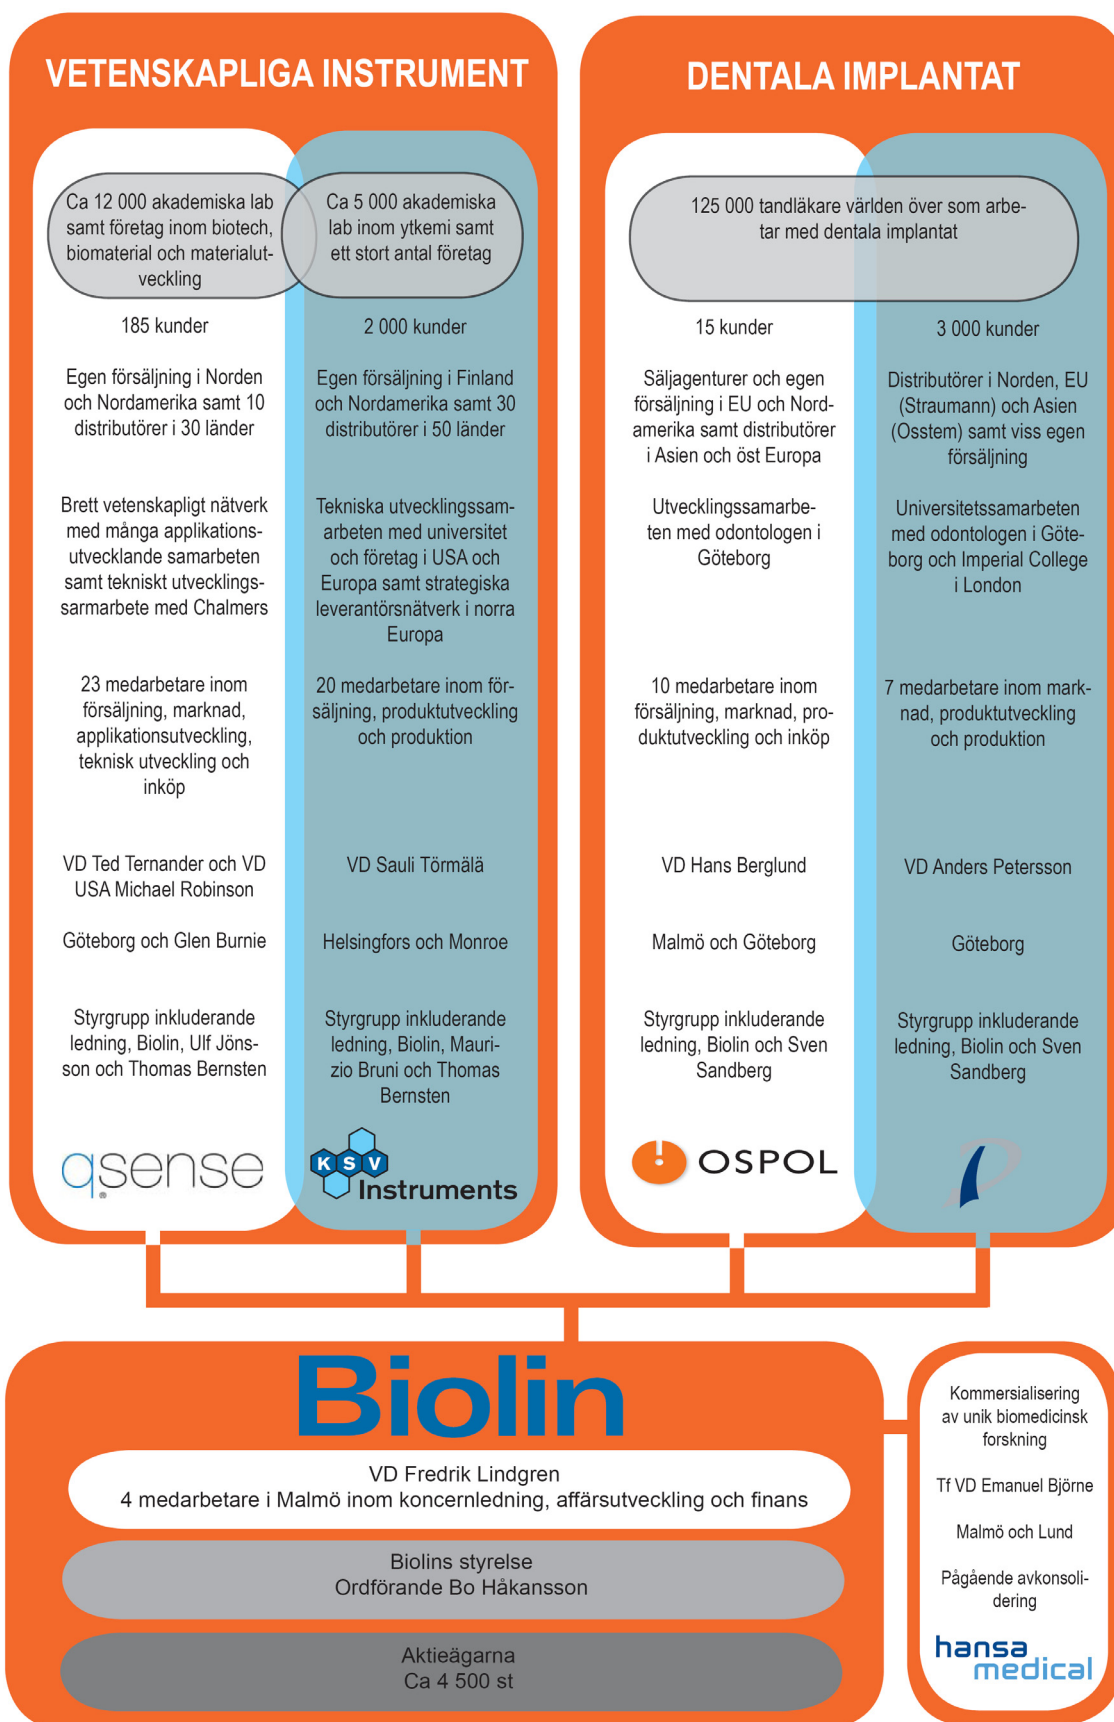 VETENSKAPLIGA INSTRUMENT
Ca 12 000 akademiska lab
samt företag inom biotech,
biomaterial och materialut-
veckling
185 kunder
Egen försäljning i Norden
och Nordamerika samt 10
distributörer i 30 länder
Brett vetenskapligt nätverk
med många applikations-
utvecklande samarbeten
samt tekniskt utvecklings-
sarmarbete med Chalmers
23 medarbetare inom
försäljning, marknad,
applikationsutveckling,
teknisk utveckling och
inköp
VD Ted Ternander och VD
USA Michael Robinson
Göteborg och Glen Burnie
Styrgrupp inkluderande
ledning, Biolin, Ulf Jöns-
son och Thomas Bernsten
qsense
®
Ca 5 000 akademiska
lab inom ytkemi samt
ett stort antal företag
2 000 kunder
Egen försäljning i Finland
och Nordamerika samt 30
distributörer i 50 länder
Tekniska utvecklingssam-
arbeten med universitet
och företag i USA och
Europa samt strategiska
leverantörsnätverk i norra
Europa
20 medarbetare inom för-
säljning, produktutveckling
och produktion
VD Sauli Törmälä
Helsingfors och Monroe
Styrgrupp inkluderande
ledning, Biolin, Mauri-
zio Bruni och Thomas
Bernsten
KSV
Instruments
DENTALA IMPLANTAT
125 000 tandläkare världen över som arbe-
tar med dentala implantat
15 kunder
Säljagenturer och egen
försäljning i EU och Nord-
amerika samt distributörer
i Asien och öst Europa
Utvecklingssamarbe-
ten med odontologen i
Göteborg
10 medarbetare inom
försäljning, marknad, pro-
duktutveckling och inköp
VD Hans Berglund
Malmö och Göteborg
Styrgrupp inkluderande
ledning, Biolin och Sven
Sandberg
OSPOL
3 000 kunder
Distributörer i Norden, EU
(Straumann) och Asien
(Osstem) samt viss egen
försäljning
Universitetssamarbeten
med odontologen i Göte-
borg och Imperial College
i London
7 medarbetare inom mark-
nad, produktutveckling
och produktion
VD Anders Petersson
Göteborg
Styrgrupp inkluderande
ledning, Biolin och Sven
Sandberg
P
Biolin
VD Fredrik Lindgren
4 medarbetare i Malmö inom koncernledning, affärsutveckling och finans
Biolins styrelse
Ordförande Bo Håkansson
Aktieägarna
Ca 4 500 st
Kommersialisering
av unik biomedicinsk
forskning
Tf VD Emanuel Björne
Malmö och Lund
Pågående avkonsoli-
dering
hansa
medical